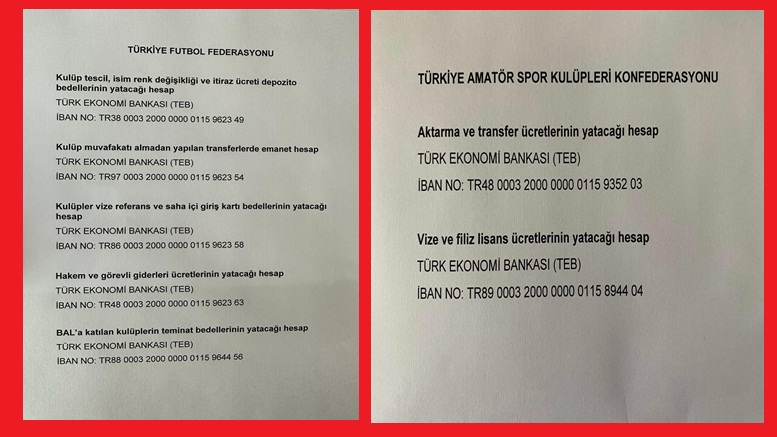 TÜRKİYE FUTBOL FEDERASYONU
Kulüp tescil, isim renk değişikliği ve itiraz ücreti depozito
bedellerinin yatacağı hesap
TÜRK EKONOMİ BANKASI (TEB)
İBAN NO: TR38 0003 2000 0000 0115 9623 49
Kulüp muvafakatı almadan yapılan transferlerde emanet hesap
TÜRK EKONOMİ BANKASI (TEB)
İBAN NO: TR97 0003 2000 0000 0115 9623 54
Kulüpler vize referans ve saha içi giriş kartı bedellerinin yatacağı
hesap
TÜRK EKONOMİ BANKASI (TEB)
İBAN NO: TR86 0003 2000 0000 0115 9623 58
Hakem ve görevli giderleri ücretlerinin yatacağı hesap
TÜRK EKONOMİ BANKASI (TEB)
İBAN NO: TR48 0003 2000 0000 0115 9623 63
BAL'a katılan kulüplerin teminat bedellerinin yatacağı hesap
TÜRK EKONOMİ BANKASI (TEB)
İBAN NO: TR88 0003 2000 0000 0115 9644 56
TÜRKİYE AMATÖR SPOR KULÜPLERİ KONFEDERASYONU
Aktarma ve transfer ücretlerinin yatacağı hesap
TÜRK EKONOMİ BANKASI (TEB)
İBAN NO: TR48 0003 2000 0000 0115 9352 03
Vize ve filiz lisans ücretlerinin yatacağı hesap
TÜRK EKONOMİ BANKASI (TEB)
İBAN NO: TR89 0003 2000 0000 0115 8944 04